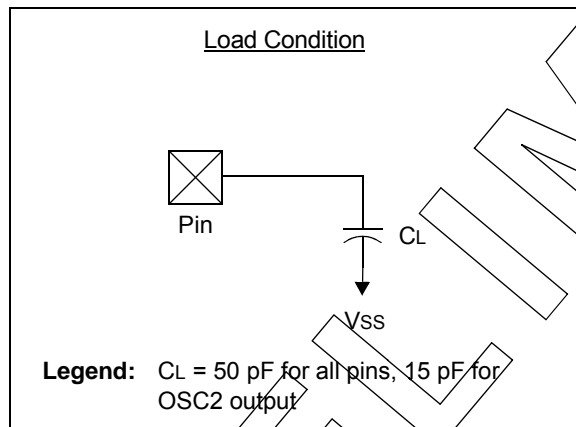 Load Condition
Pin
CL
VSS
Legend: CL = 50 pF for all pins, 15 pF for
OSC2 output